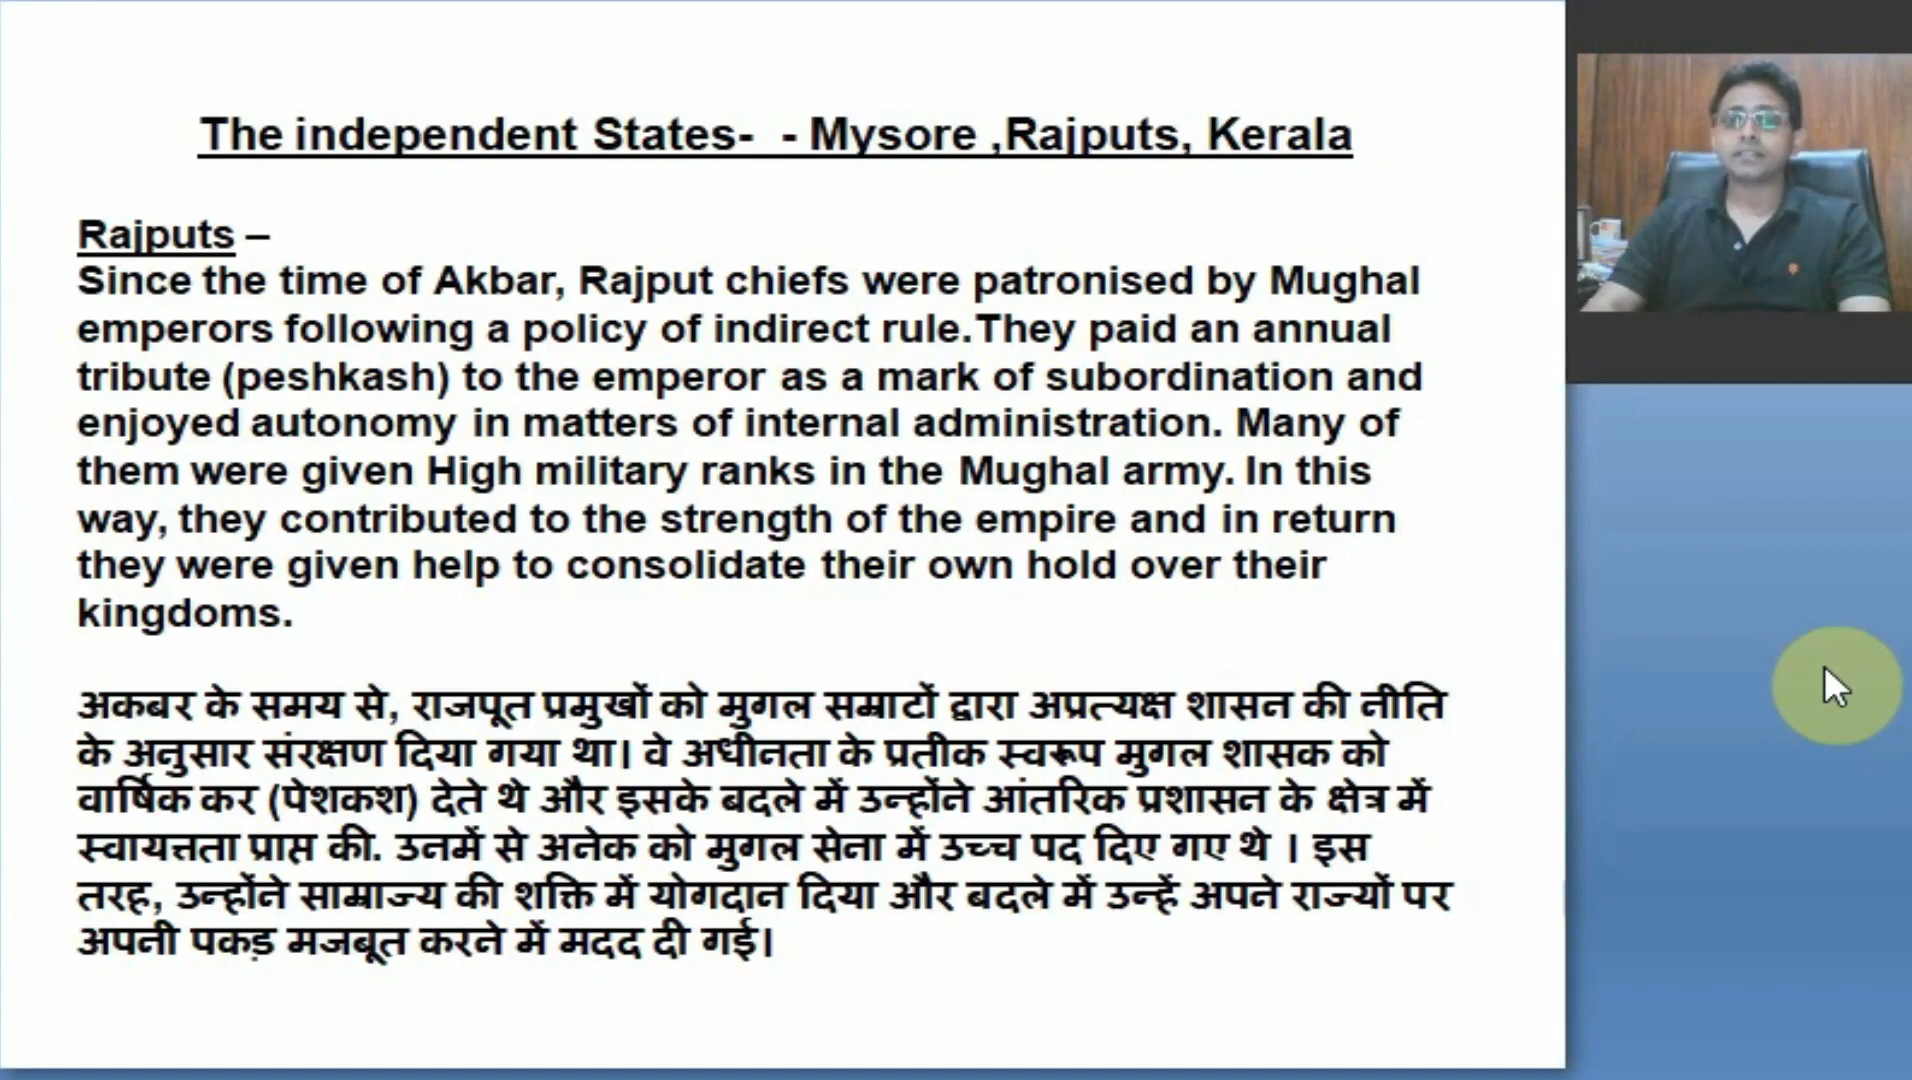 The independent States-  - Mysore ,Rajputs, Kerala
Rajputs –
Since the time of Akbar, Rajput chiefs were patronised by Mughal
emperors following a policy of indirect rule.They paid an annual
tribute (peshkash) to the emperor as a mark of subordination and
enjoyed autonomy in matters of internal administration. Many of
them were given High military ranks in the Mughal army. In this
way, they contributed to the strength of the empire and in return
they were given help to consolidate their own hold over their
kingdoms.
अकबर के समय से, राजपूत प्रमुखों को मुगल सम्राटों द्वारा अप्रत्यक्ष शासन की नीति
के अनुसार संरक्षण दिया गया था। वे अधीनता के प्रतीक स्वरूप मुगल शासक को
वार्षिक कर (पेशकश) देते थे और इसके बदले में उन्होंने आंतरिक प्रशासन के क्षेत्र में
स्वायत्तता प्राप्त की. उनमें से अनेक को मुगल सेना में उच्च पद दिए गए थे । इस
तरह, उन्होंने साम्राज्य की शक्ति में योगदान दिया और बदले में उन्हें अपने राज्यों पर
अपनी पकड़ मजबूत करने में मदद दी गई।